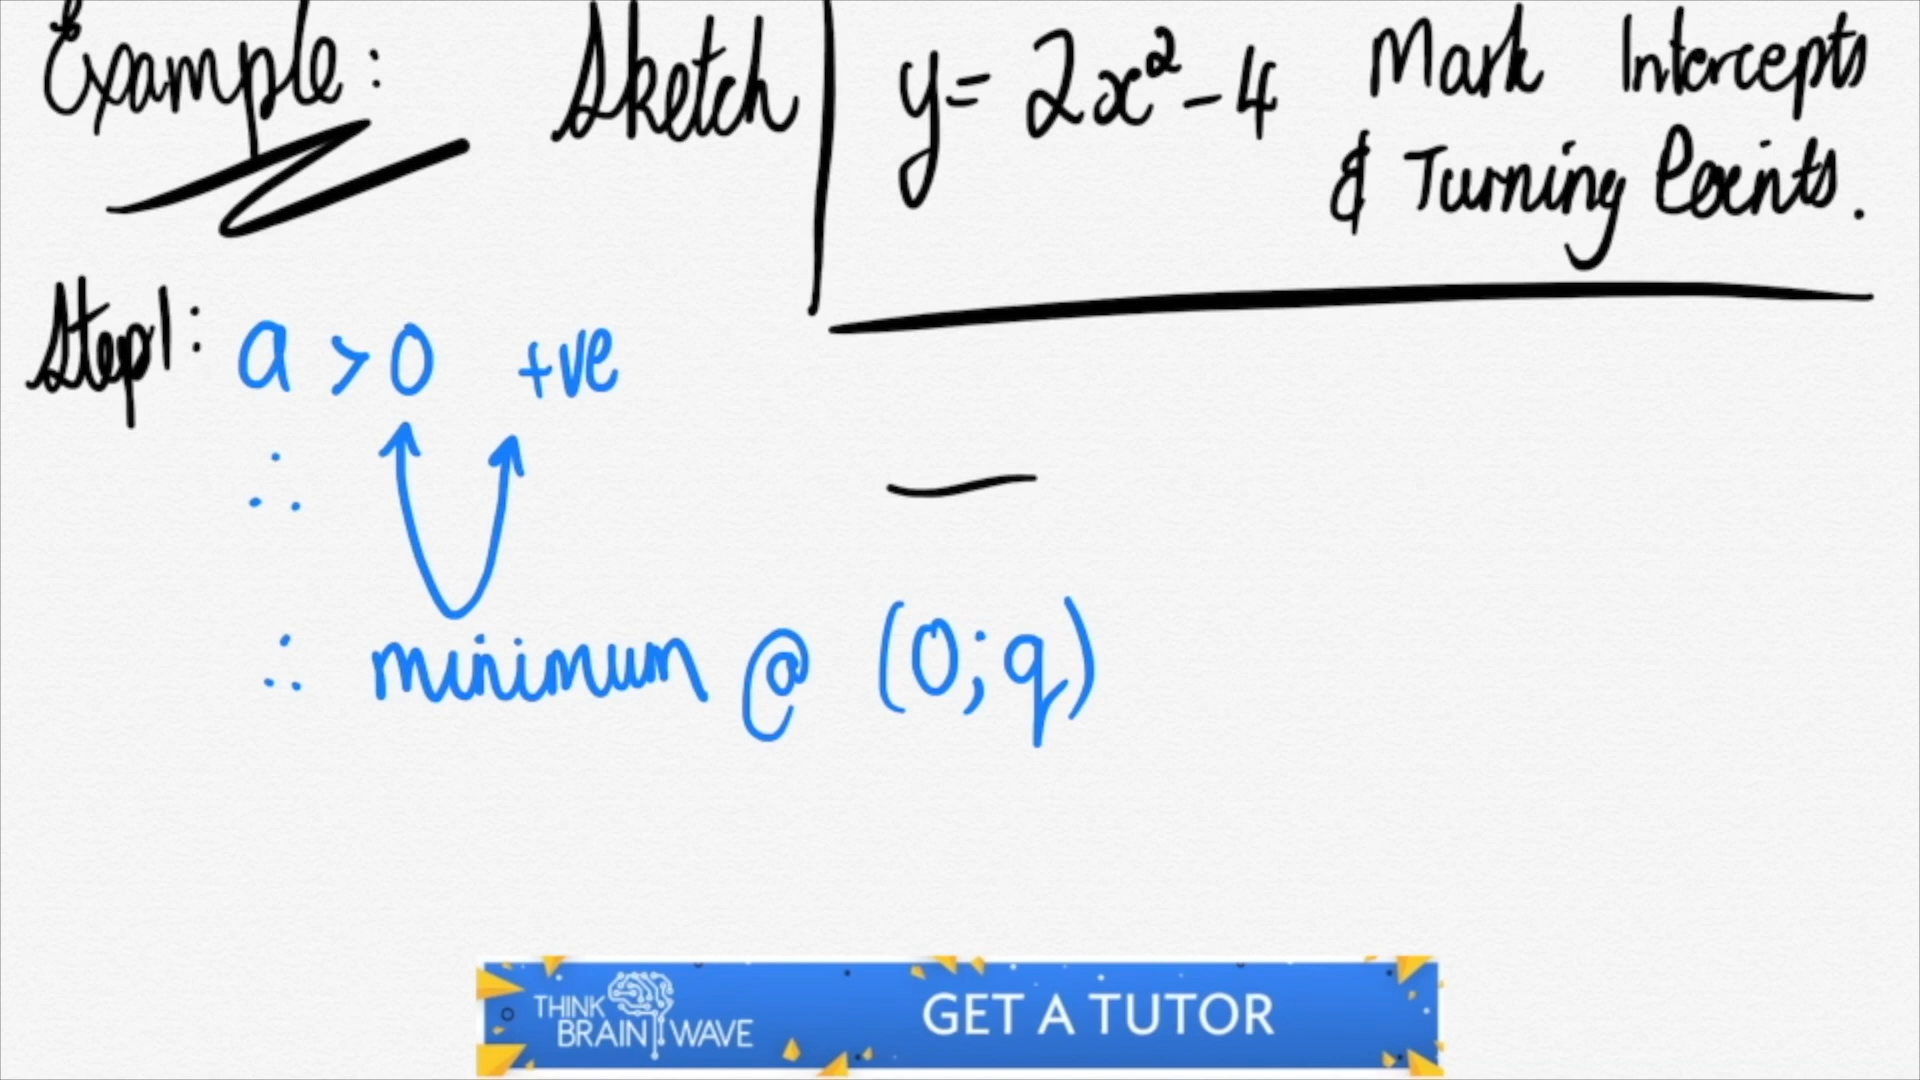 Example: Sketch y = 2x² - 4 Mark Intercepts
& Turning Points.
Step 1: a > 0 +ve
∴
∴ minimum @ (0;q)
THINK
BRAIN WAVE
GET A TUTOR